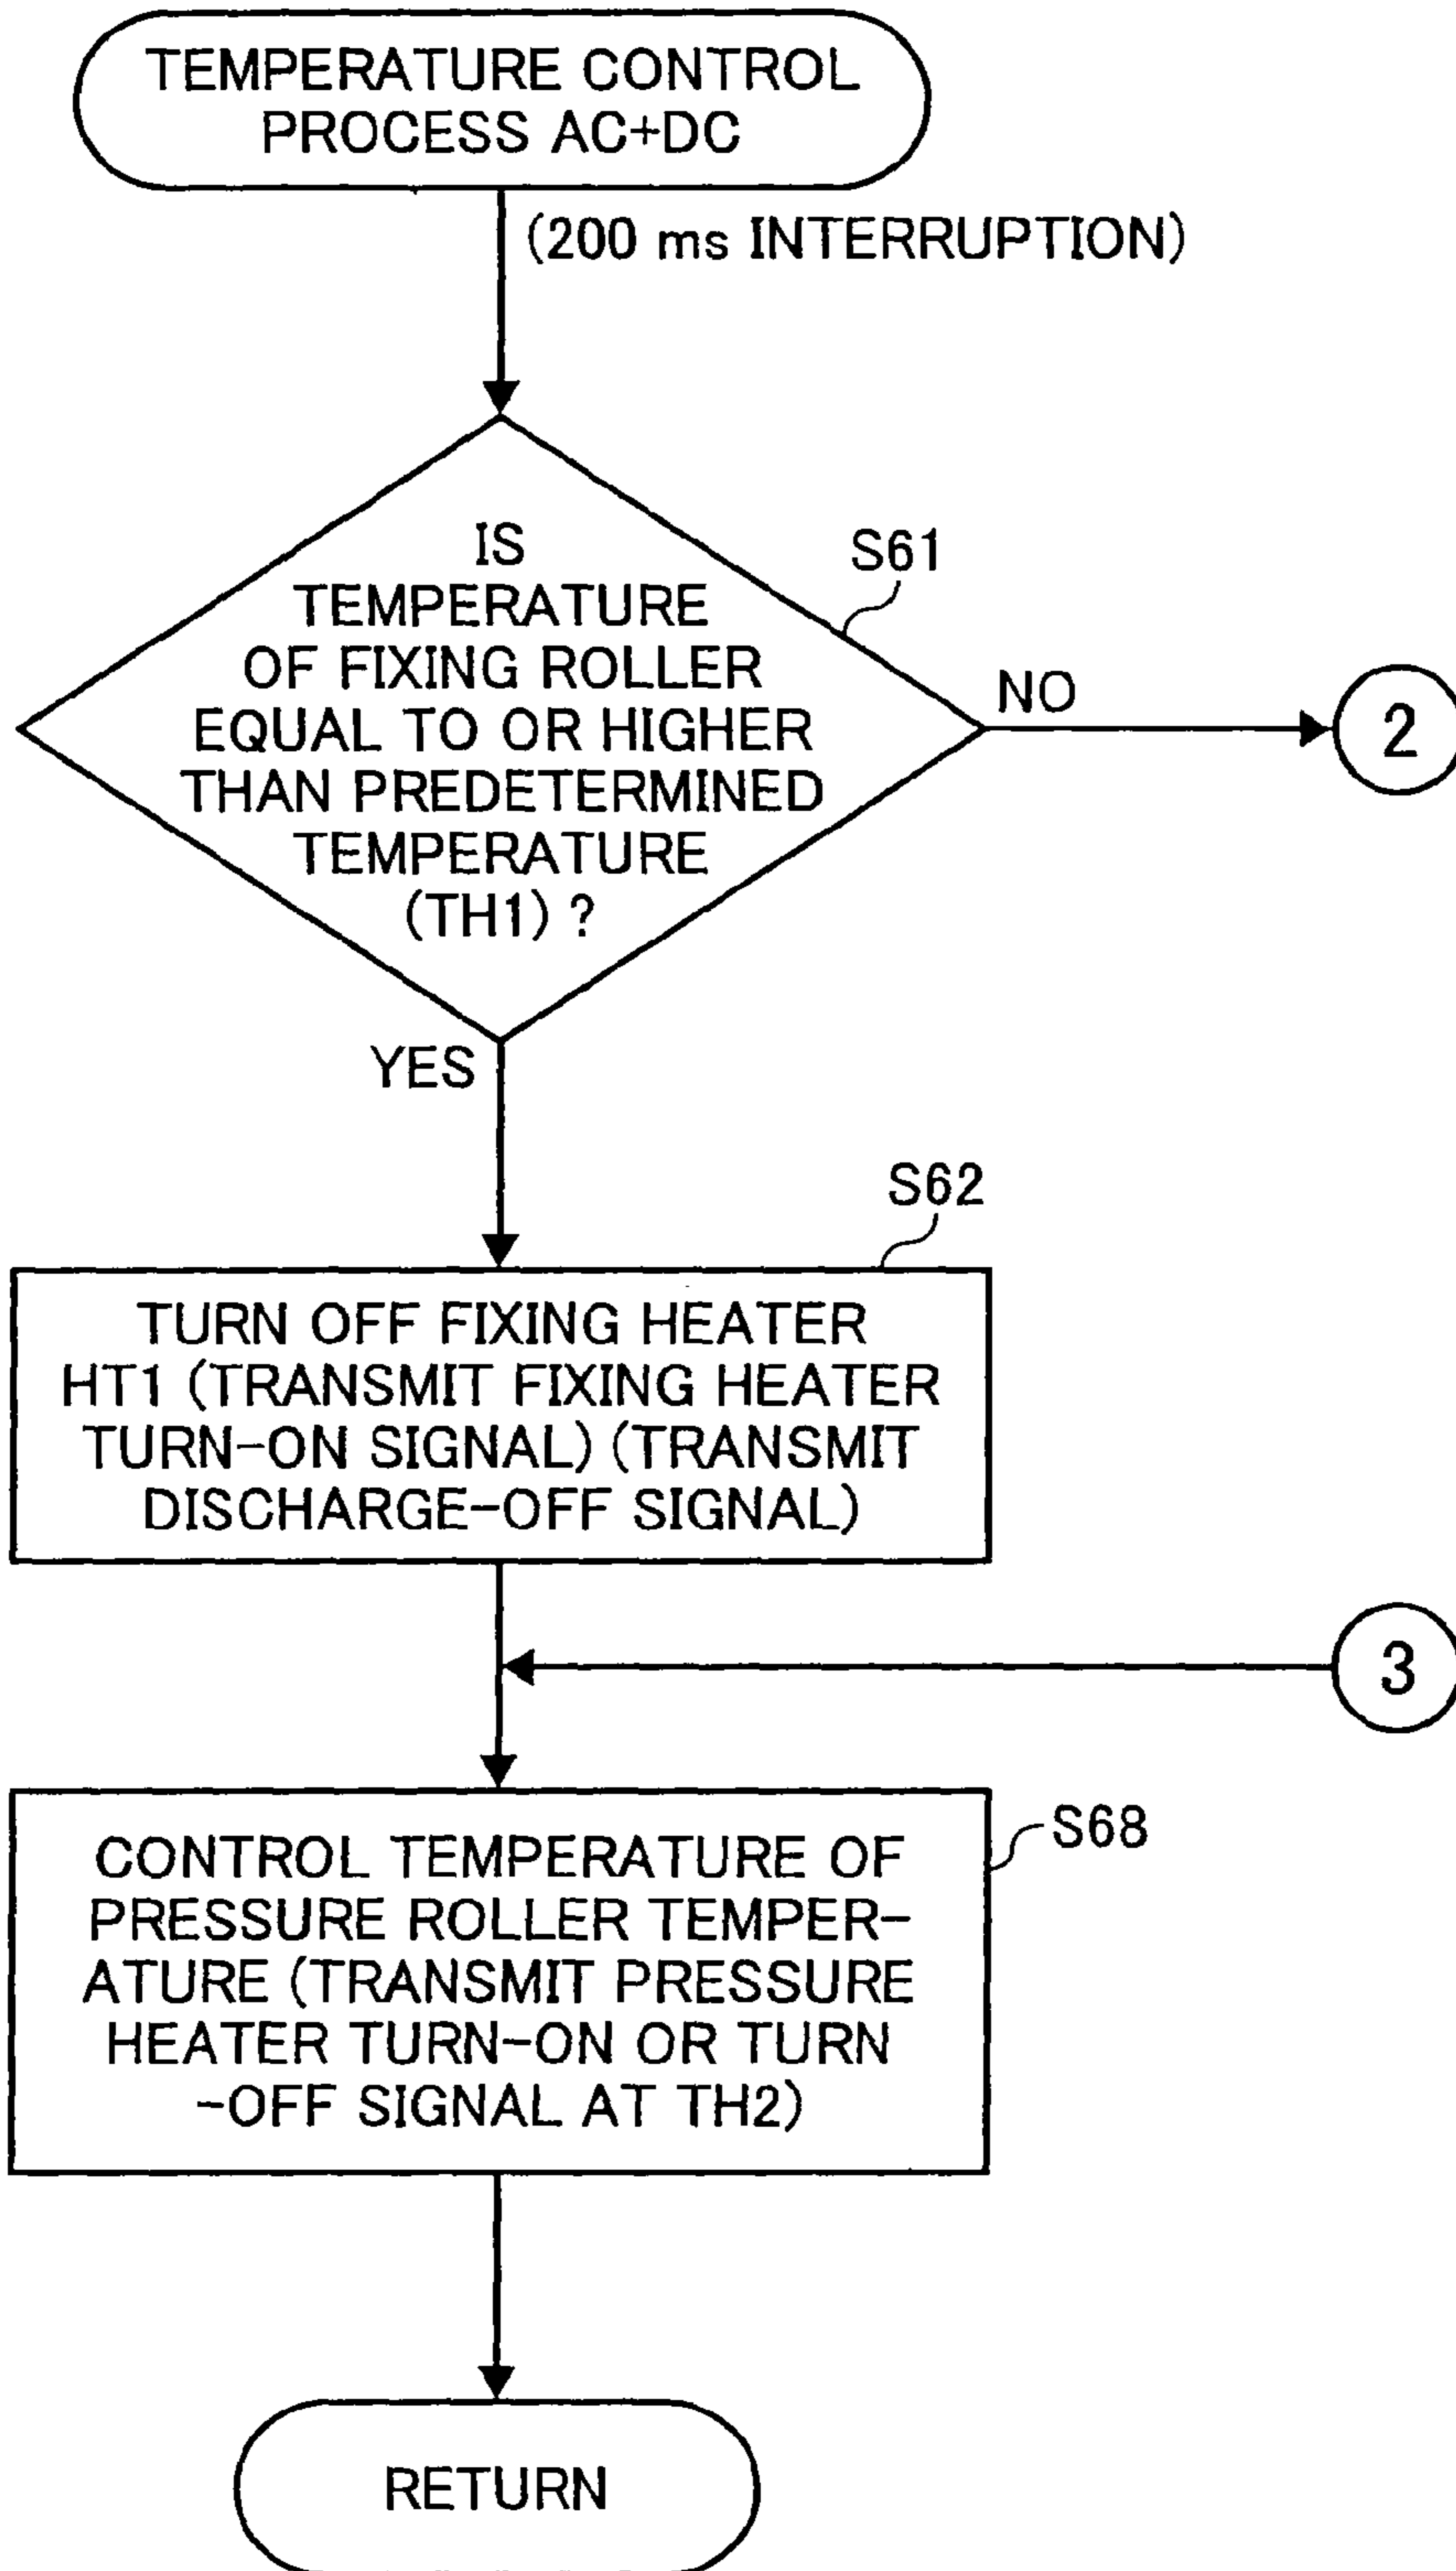 TEMPERATURE CONTROL
PROCESS AC+DC
(200 ms INTERRUPTION)
IS
TEMPERATURE
OF FIXING ROLLER
EQUAL TO OR HIGHER
THAN PREDETERMINED
TEMPERATURE
(TH1) ?
S61
NO
2
YES
S62
TURN OFF FIXING HEATER
HT1 (TRANSMIT FIXING HEATER
TURN-ON SIGNAL) (TRANSMIT
DISCHARGE-OFF SIGNAL)
3
S68
CONTROL TEMPERATURE OF
PRESSURE ROLLER TEMPER-
ATURE (TRANSMIT PRESSURE
HEATER TURN-ON OR TURN
-OFF SIGNAL AT TH2)
RETURN